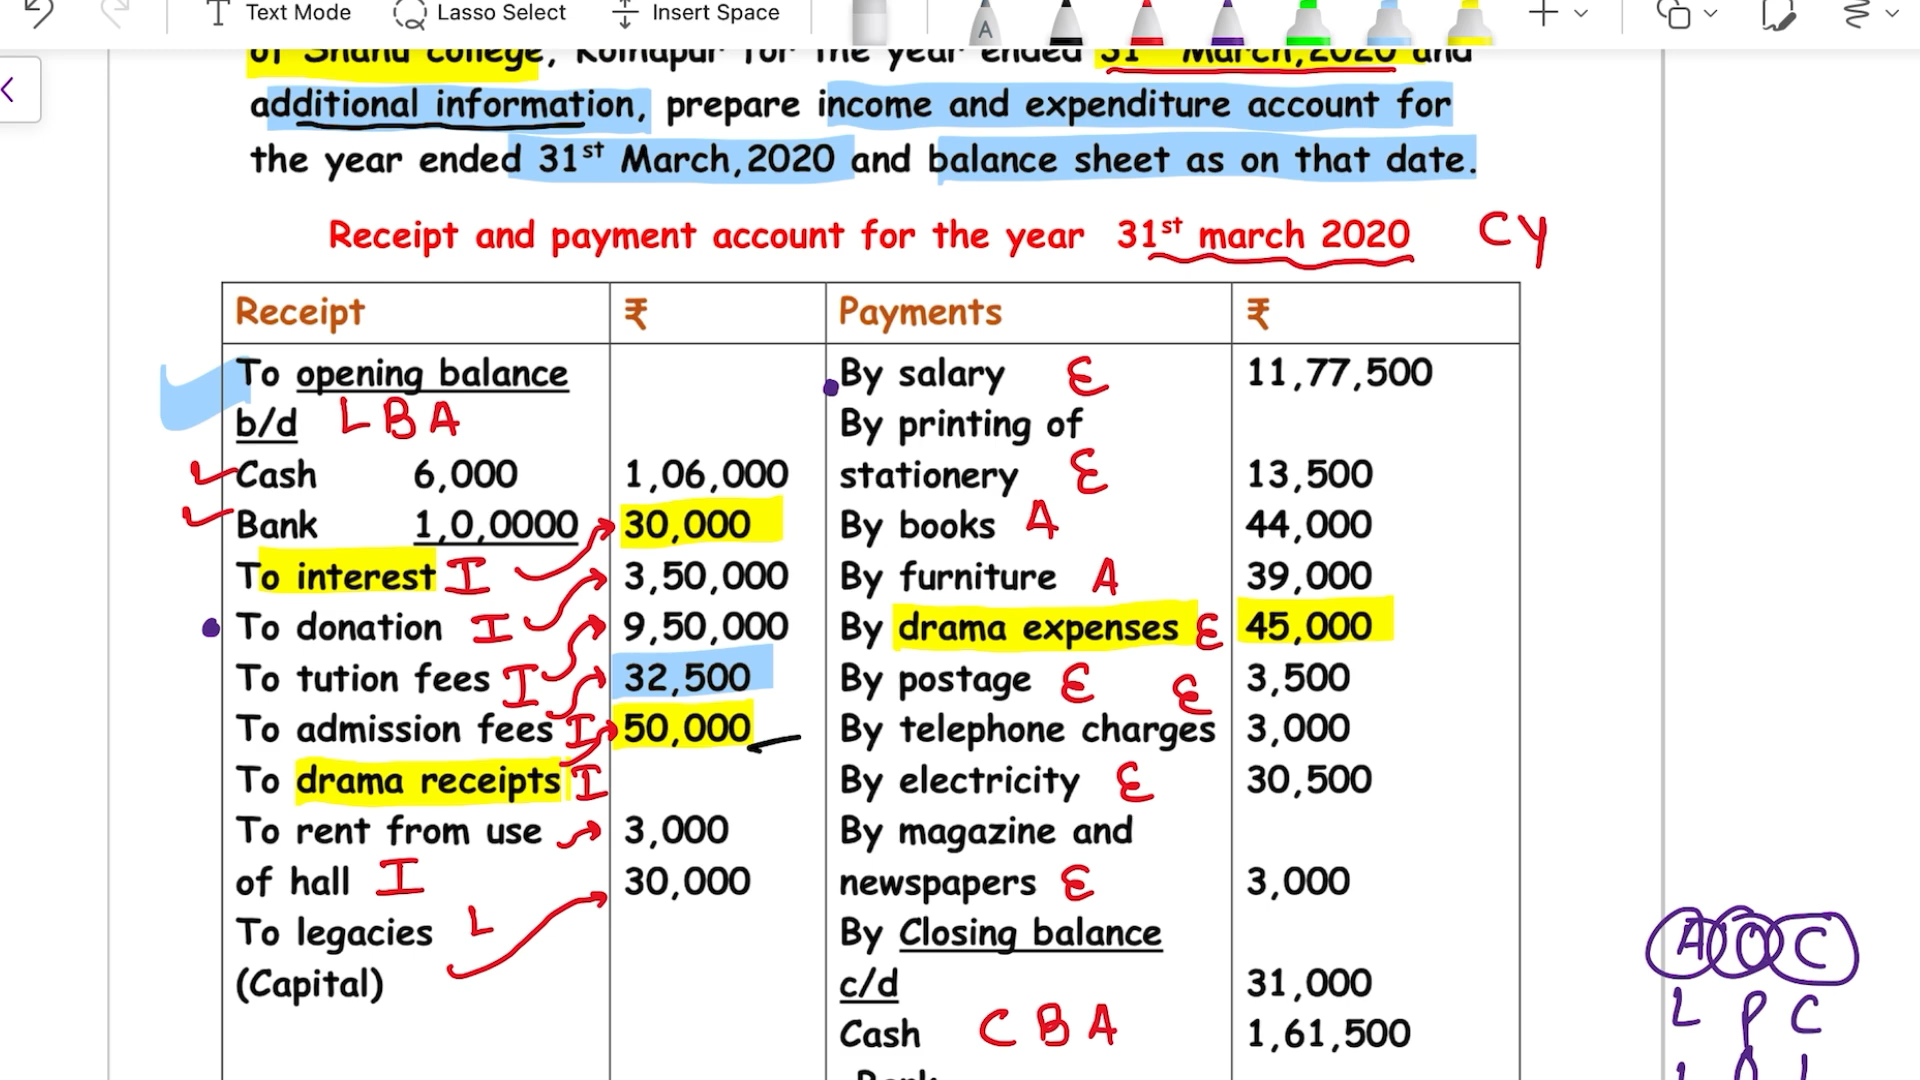 Text Mode Lasso Select Insert Space
A
of Shahu college, Kolhapur for the year ended 31st March,2020 and
additional information, prepare income and expenditure account for
the year ended 31st March,2020 and balance sheet as on that date.
Receipt and payment account for the year 31st march 2020 CY
Receipt ₹ Payments ₹
To opening balance By salary E 11,77,500
b/d LBA By printing of
Cash 6,000 1,06,000 stationery E 13,500
Bank 1,0,0000 30,000 By books A 44,000
To interest I 3,50,000 By furniture A 39,000
To donation I 9,50,000 By drama expenses E 45,000
To tution fees I 32,500 By postage E E 3,500
To admission fees I 50,000 By telephone charges 3,000
To drama receipts I By electricity E 30,500
To rent from use 3,000 By magazine and
of hall I 30,000 newspapers E 3,000
To legacies L By Closing balance
(Capital) c/d 31,000
Cash CBA 1,61,500
Bank
A O C
L P C